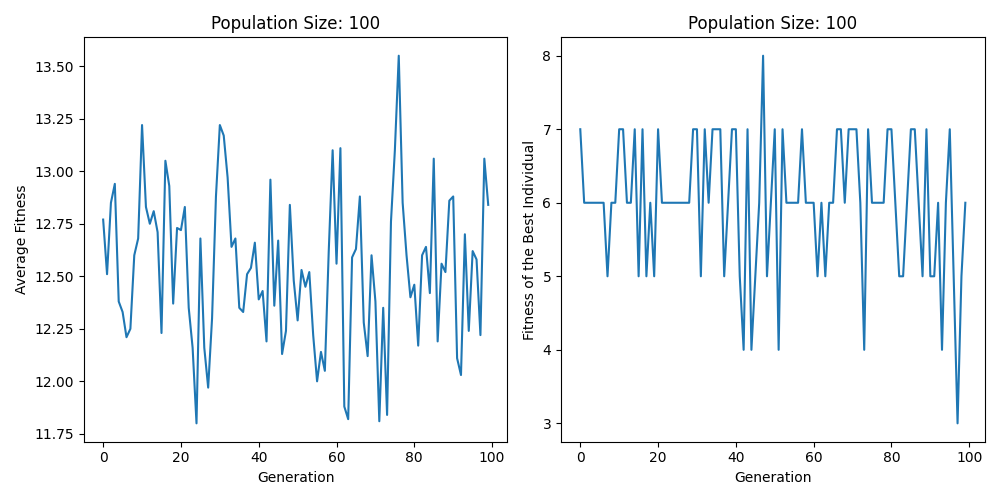 Population Size: 100
Average Fitness
13.50
13.25
13.00
12.75
12.50
12.25
12.00
11.75
0 20 40 60 80 100
Generation
Population Size: 100
Fitness of the Best Individual
8
7
6
5
4
3
0 20 40 60 80 100
Generation